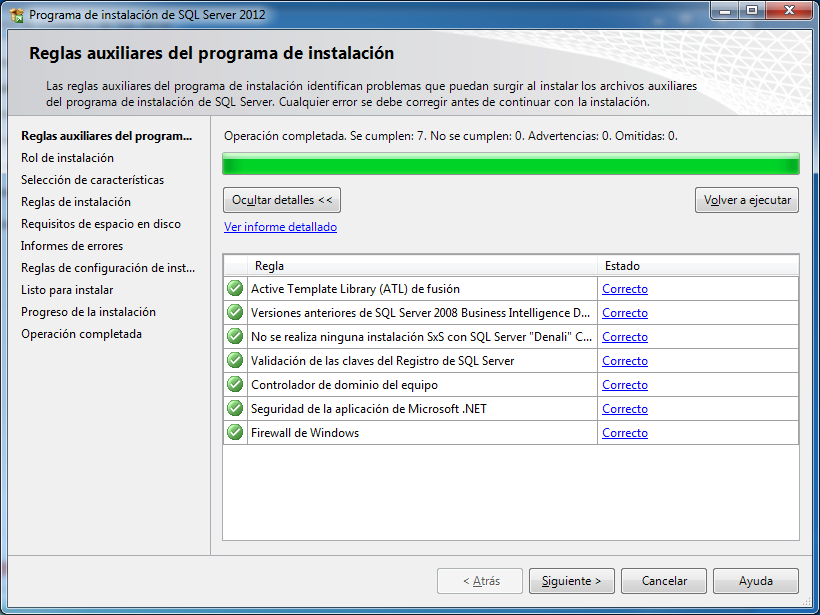 Programa de instalación de SQL Server 2012
Reglas auxiliares del programa de instalación
Las reglas auxiliares del programa de instalación identifican problemas que puedan surgir al instalar los archivos auxiliares
del programa de instalación de SQL Server. Cualquier error se debe corregir antes de continuar con la instalación.
Reglas auxiliares del program...
Rol de instalación
Selección de características
Reglas de instalación
Requisitos de espacio en disco
Informes de errores
Reglas de configuración de inst...
Listo para instalar
Progreso de la instalación
Operación completada
Operación completada. Se cumplen: 7. No se cumplen: 0. Advertencias: 0. Omitidas: 0.
Ocultar detalles << Volver a ejecutar
Ver informe detallado
Regla Estado
Active Template Library (ATL) de fusión Correcto
Versiones anteriores de SQL Server 2008 Business Intelligence D... Correcto
No se realiza ninguna instalación SxS con SQL Server "Denali" C... Correcto
Validación de las claves del Registro de SQL Server Correcto
Controlador de dominio del equipo Correcto
Seguridad de la aplicación de Microsoft .NET Correcto
Firewall de Windows Correcto
< Atrás Siguiente > Cancelar Ayuda